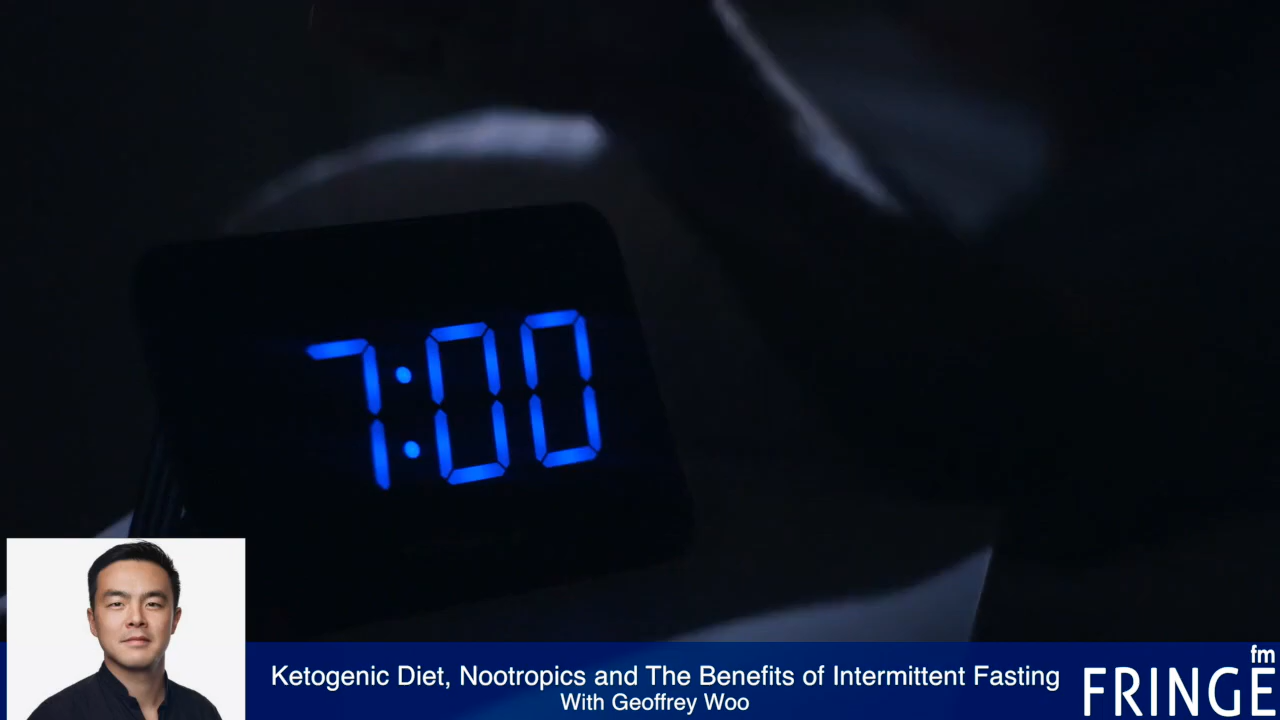 7:00
Ketogenic Diet, Nootropics and The Benefits of Intermittent Fasting
With Geoffrey Woo
fm
FRINGE